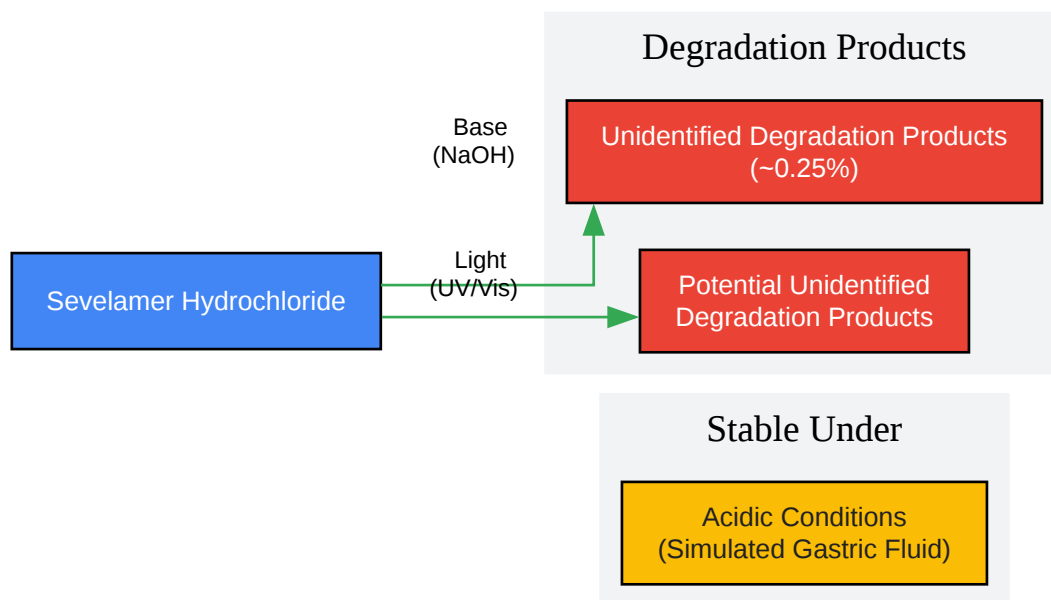 Degradation Products
Base
(NaOH)
Unidentified Degradation Products
(~0.25%)
Sevelamer Hydrochloride
Light
(UV/Vis)
Potential Unidentified
Degradation Products
Stable Under
Acidic Conditions
(Simulated Gastric Fluid)